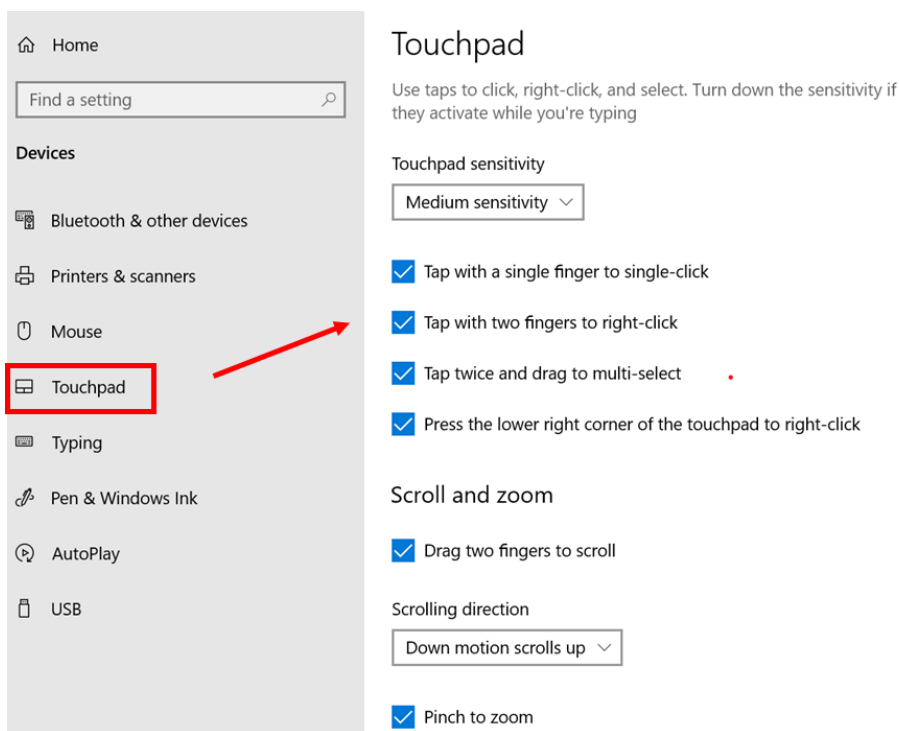 Home
Find a setting
Devices
Bluetooth & other devices
Printers & scanners
Mouse
Touchpad
Typing
Pen & Windows Ink
AutoPlay
USB
Touchpad
Use taps to click, right-click, and select. Turn down the sensitivity if
they activate while you're typing
Touchpad sensitivity
Medium sensitivity
Tap with a single finger to single-click
Tap with two fingers to right-click
Tap twice and drag to multi-select
Press the lower right corner of the touchpad to right-click
Scroll and zoom
Drag two fingers to scroll
Scrolling direction
Down motion scrolls up
Pinch to zoom